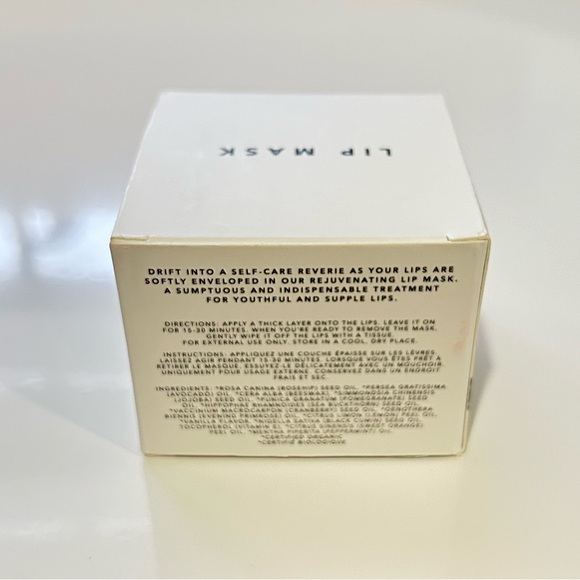 LIP MASK
DRIFT INTO A SELF-CARE REVERIE AS YOUR LIPS ARE
SOFTLY ENVELOPED IN OUR REJUVENATING LIP MASK.
A SUMPTUOUS AND INDISPENSABLE TREATMENT
FOR YOUTHFUL AND SUPPLE LIPS.
DIRECTIONS: APPLY A THICK LAYER ONTO THE LIPS. LEAVE IT ON
FOR 15-30 MINUTES. WHEN YOU'RE READY TO REMOVE THE MASK,
GENTLY WIPE IT OFF THE LIPS WITH A TISSUE.
FOR EXTERNAL USE ONLY. STORE IN A COOL, DRY PLACE.
INSTRUCTIONS: APPLIQUEZ UNE COUCHE ÉPAISSE SUR LES LÈVRES.
LAISSEZ AGIR PENDANT 15-30 MINUTES. LORSQUE VOUS ÊTES PRÊT À
RETIRER LE MASQUE, ESSUYEZ-LE DÉLICATEMENT AVEC UN MOUCHOIR.
UNIQUEMENT POUR USAGE EXTERNE. CONSERVEZ DANS UN ENDROIT
FRAIS ET SEC
INGREDIENTS: *ROSA CANINA (ROSEHIP) SEED OIL, *PERSEA GRATISSIMA
(AVOCADO) OIL, *CERA ALBA (BEESWAX), *SIMMONDSIA CHINENSIS
(JOJOBA) SEED OIL, *PUNICA GRANATUM (POMEGRANATE) SEED
OIL, *HIPPOPHAE RHAMNOIDES (SEA BUCKTHORN) SEED OIL,
*VACCINIUM MACROCARPON (CRANBERRY) SEED OIL, *OENOTHERA
BIENNIS (EVENING PRIMROSE) OIL, *CITRUS LIMON (LEMON) PEEL OIL,
*VANILLA FLAVOR, *NIGELLA SATIVA (BLACK CUMIN) SEED OIL,
TOCOPHEROL (VITAMIN E), *CITRUS SINENSIS (SWEET ORANGE)
PEEL OIL, *MENTHA PIPERITA (PEPPERMINT) OIL
*CERTIFIED ORGANIC
*CERTIFIÉ BIOLOGIQUE